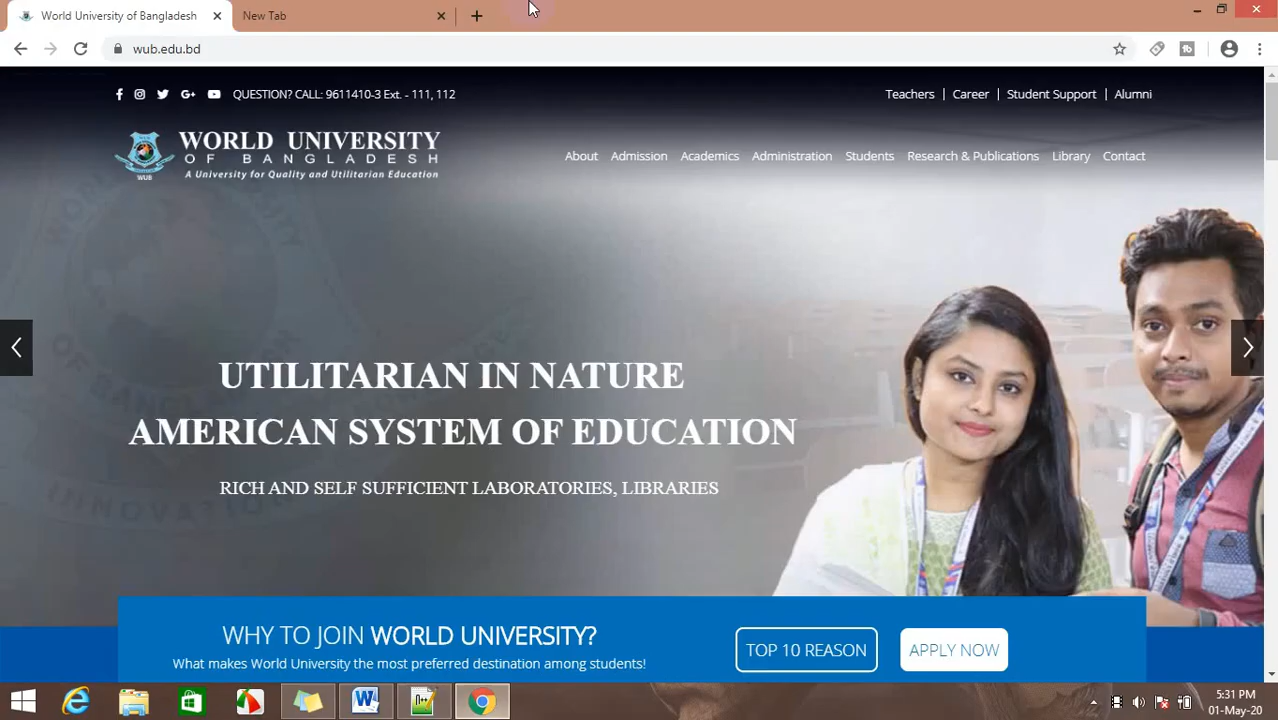 World University of Bangladesh
New Tab
wub.edu.bd
QUESTION? CALL: 9611410-3 Ext. - 111, 112
Teachers | Career | Student Support | Alumni
WORLD UNIVERSITY
OF BANGLADESH
A University for Quality and Utilitarian Education
WUB
About Admission Academics Administration Students Research & Publications Library Contact
UTILITARIAN IN NATURE
AMERICAN SYSTEM OF EDUCATION
RICH AND SELF SUFFICIENT LABORATORIES, LIBRARIES
WHY TO JOIN WORLD UNIVERSITY?
What makes World University the most preferred destination among students!
TOP 10 REASON
APPLY NOW
5:31 PM
01-May-20